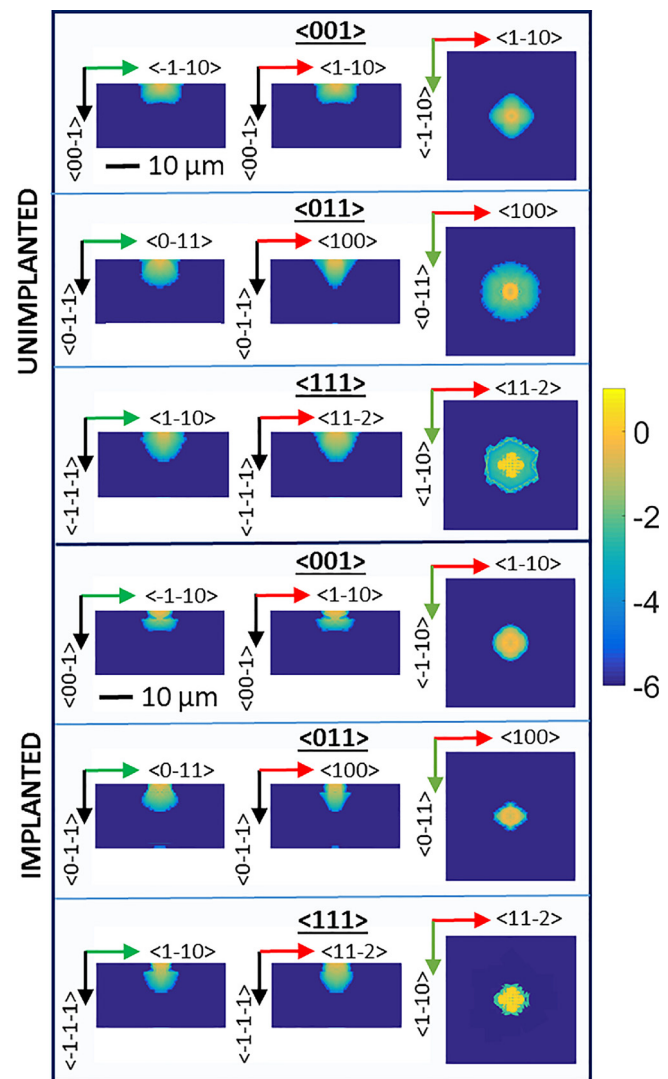 UNIMPLANTED
<001>
<-1-10> <1-10> <1-10>
<00-1> <00-1> <-1-10>
10 µm
<011>
<0-11> <100> <100>
<0-1-1> <0-1-1> <0-11>
<111>
<1-10> <11-2> <11-2>
<-1-1-1> <-1-1-1> <1-10>
IMPLANTED
<001>
<-1-10> <1-10> <1-10>
<00-1> <00-1> <-1-10>
10 µm
<011>
<0-11> <100> <100>
<0-1-1> <0-1-1> <0-11>
<111>
<1-10> <11-2> <11-2>
<-1-1-1> <-1-1-1> <1-10>
0
-2
-4
-6